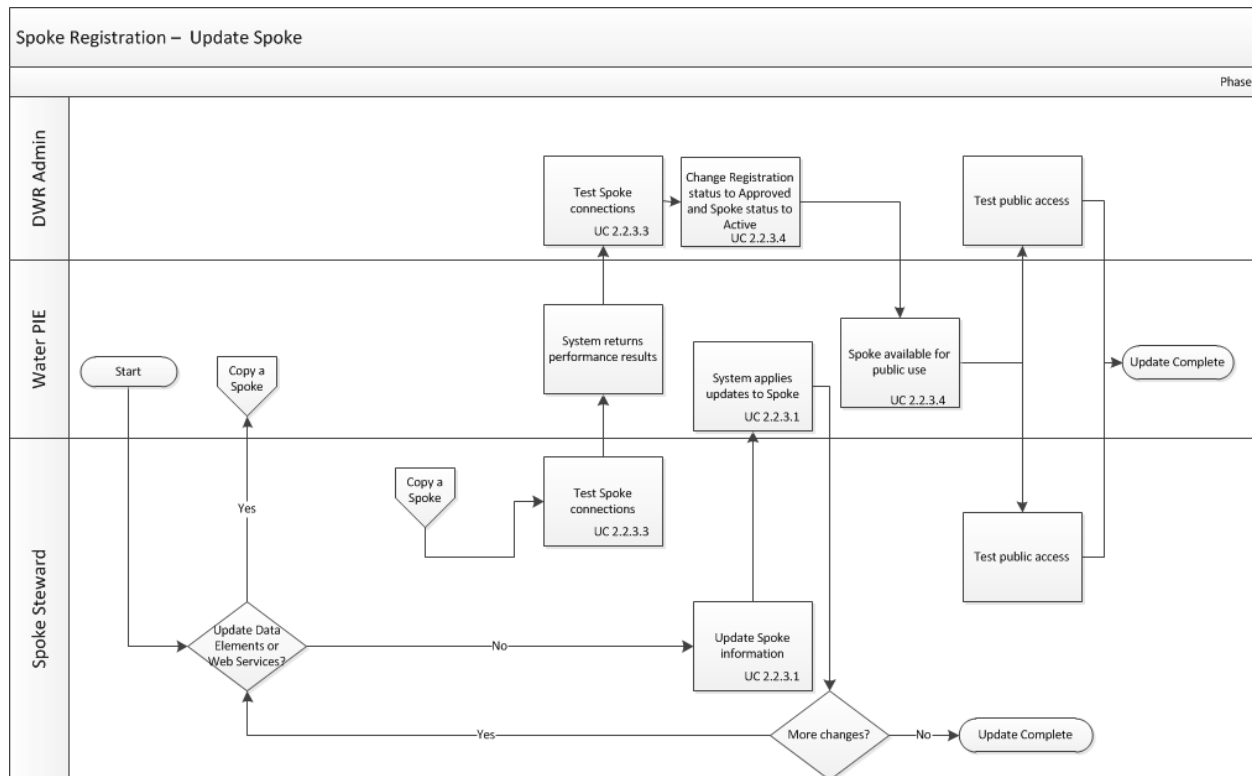 Spoke Registration – Update Spoke
Phase
DWR Admin
Test Spoke
connections
UC 2.2.3.3
Change Registration
status to Approved
and Spoke status to
Active
UC 2.2.3.4
Test public access
Water PIE
Start
Copy a
Spoke
System returns
performance results
System applies
updates to Spoke
UC 2.2.3.1
Spoke available for
public use
UC 2.2.3.4
Update Complete
Spoke Steward
Yes
Copy a
Spoke
Test Spoke
connections
UC 2.2.3.3
Test public access
Update Data
Elements or
Web Services?
No
Update Spoke
information
UC 2.2.3.1
Yes
More changes?
No
Update Complete